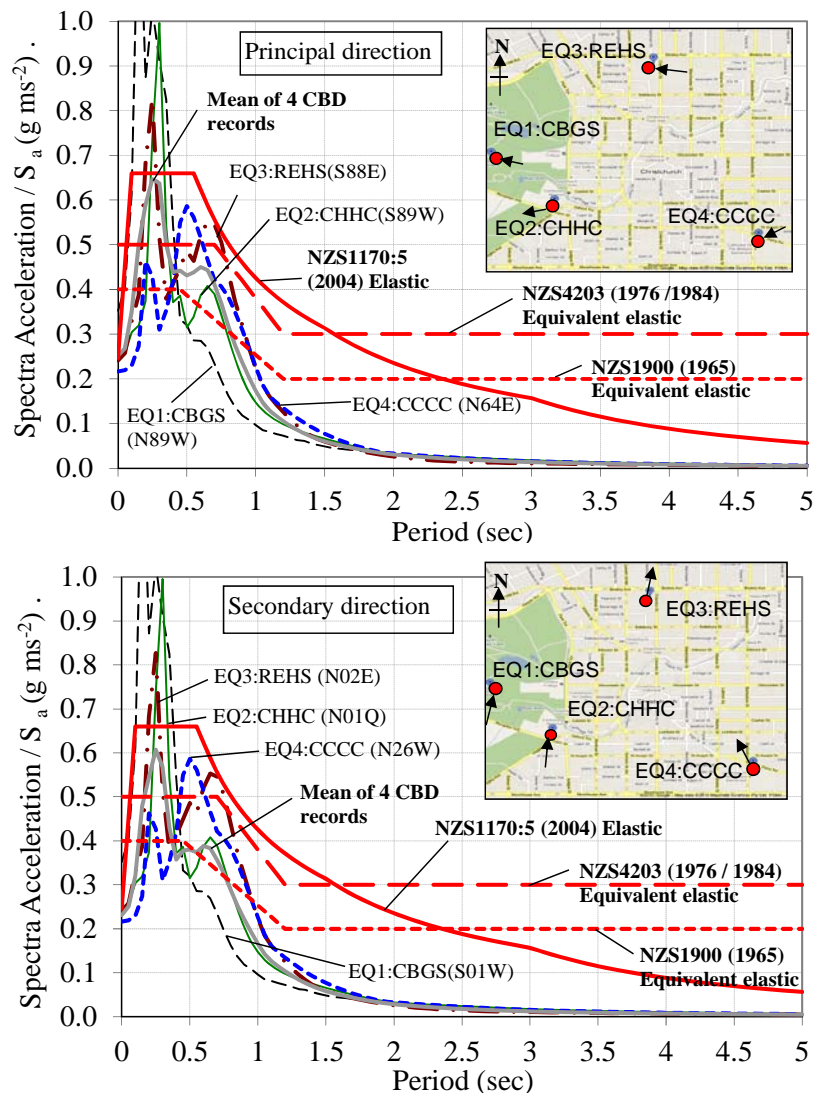 Spectra Acceleration / S a (g ms-2) .
1.0
0.9
0.8
0.7
0.6
0.5
0.4
0.3
0.2
0.1
0.0
Principal direction
Mean of 4 CBD
records
EQ3:REHS(S88E)
EQ2:CHHC(S89W)
NZS1170:5
(2004) Elastic
NZS4203 (1976 /1984)
Equivalent elastic
NZS1900 (1965)
Equivalent elastic
EQ1:CBGS
(N89W)
EQ4:CCCC (N64E)
N
EQ3:REHS
EQ1:CBGS
Christchurch
EQ2:CHHC
EQ4:CCCC
0 0.5 1 1.5 2 2.5 3 3.5 4 4.5 5
Period (sec)
Spectra Acceleration / S a (g ms-2) .
1.0
0.9
0.8
0.7
0.6
0.5
0.4
0.3
0.2
0.1
0.0
Secondary direction
EQ3:REHS (N02E)
EQ2:CHHC (N01Q)
EQ4:CCCC (N26W)
Mean of 4 CBD
records
NZS1170:5 (2004) Elastic
NZS4203 (1976 / 1984)
Equivalent elastic
NZS1900 (1965)
Equivalent elastic
EQ1:CBGS(S01W)
N
EQ3:REHS
EQ1:CBGS
EQ2:CHHC
EQ4:CCCC
0 0.5 1 1.5 2 2.5 3 3.5 4 4.5 5
Period (sec)